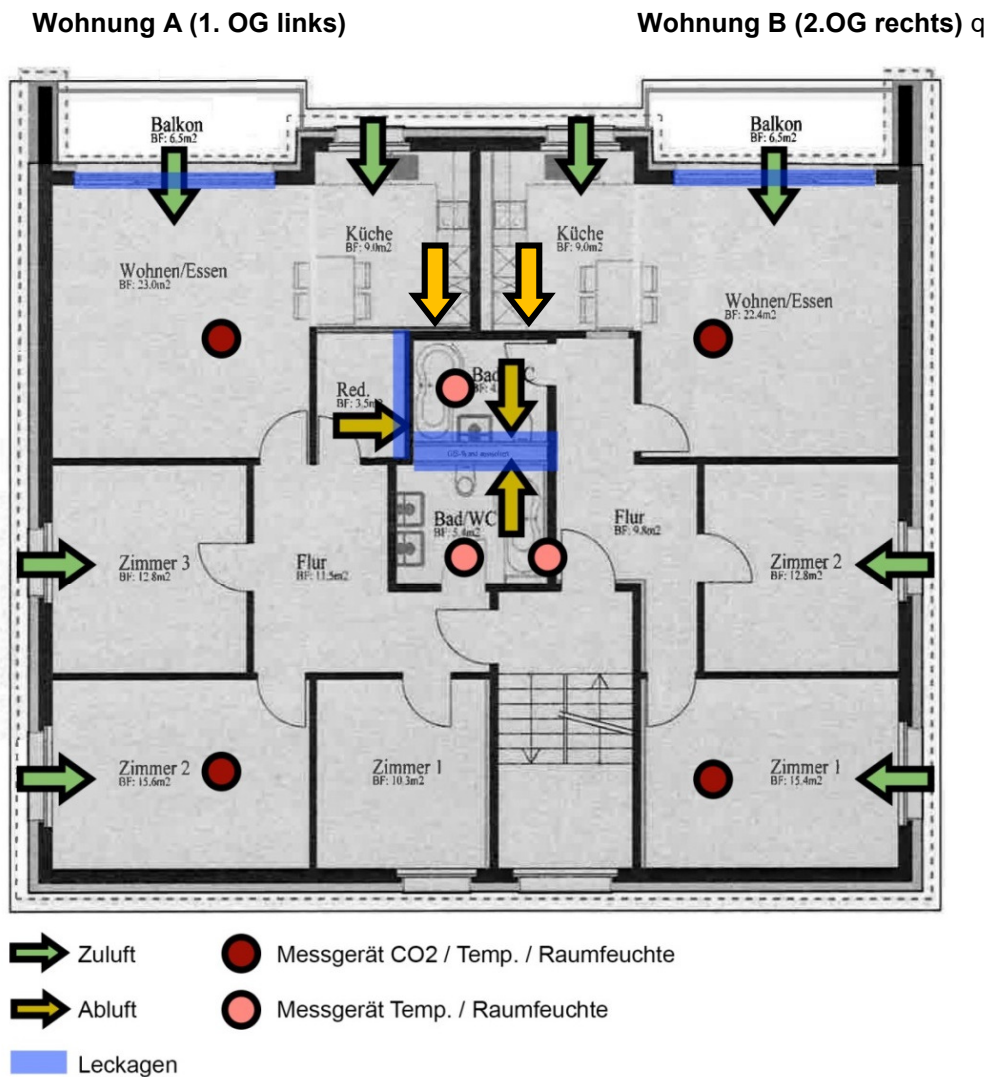 Wohnung A (1. OG links)
Wohnung B (2.OG rechts) q
Balkon
BF: 6.5m2
Balkon
BF: 6.5m2
Küche
BF: 9.0m2
Küche
BF: 9.0m2
Wohnen/Essen
BF: 23.0m2
Wohnen/Essen
BF: 22.4m2
Red.
BF: 3.5m2
Bad
BF: 4.
Bad/WC
BF: 5.4m2
Flur
BF: 9.8m2
Zimmer 3
BF: 12.8m2
Flur
BF: 11.5m2
Zimmer 2
BF: 12.8m2
Zimmer 2
BF: 15.6m2
Zimmer 1
BF: 10.3m2
Zimmer 1
BF: 15.4m2
Zuluft
Messgerät CO2 / Temp. / Raumfeuchte
Abluft
Messgerät Temp. / Raumfeuchte
Leckagen